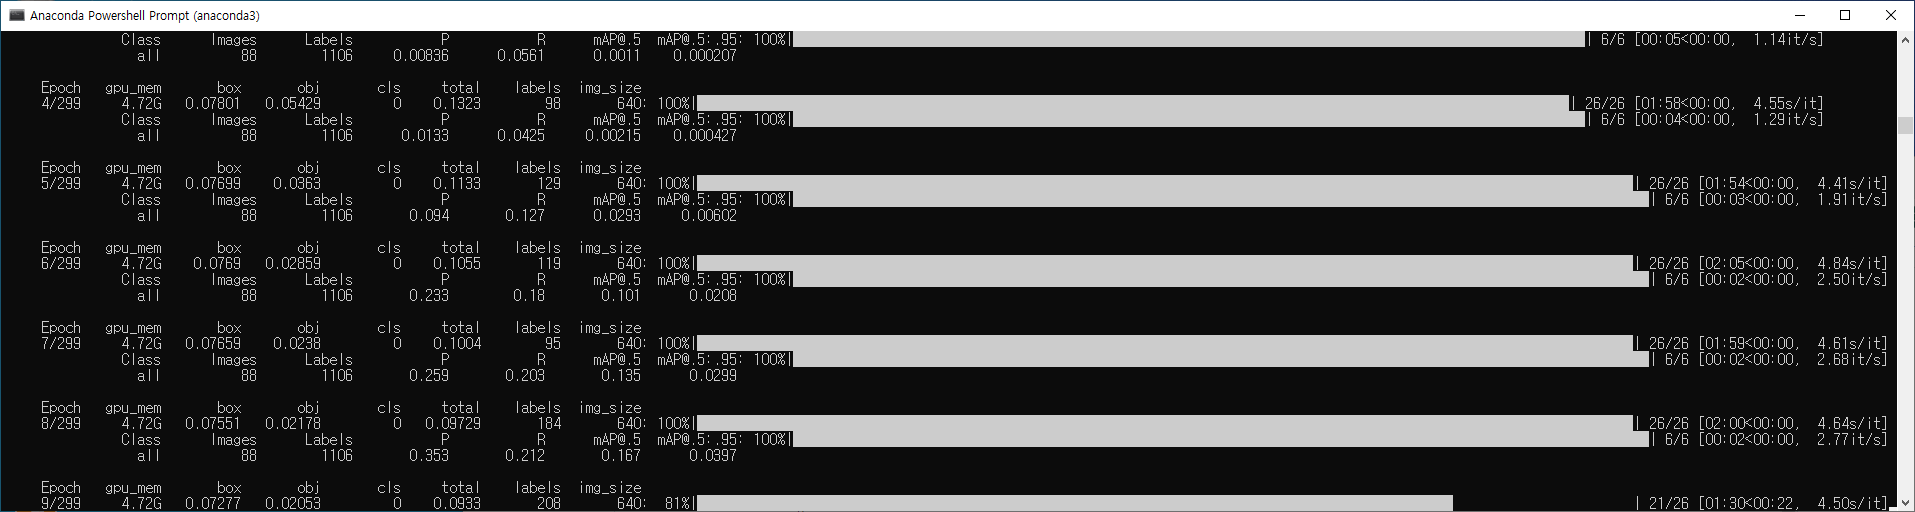 Anaconda Powershell Prompt (anaconda3)
Class Images Labels P R mAP@.5 mAP@.5:.95: 100%| | 6/6 [00:05<00:00, 1.14it/s]
all 88 1106 0.00836 0.0561 0.0011 0.000207
Epoch gpu_mem box obj cls total labels img_size
4/299 4.72G 0.07801 0.05429 0 0.1323 98 640: 100%| | 26/26 [01:58<00:00, 4.55s/it]
Class Images Labels P R mAP@.5 mAP@.5:.95: 100%| | 6/6 [00:04<00:00, 1.29it/s]
all 88 1106 0.0133 0.0425 0.00215 0.000427
Epoch gpu_mem box obj cls total labels img_size
5/299 4.72G 0.07699 0.0363 0 0.1133 129 640: 100%| | 26/26 [01:54<00:00, 4.41s/it]
Class Images Labels P R mAP@.5 mAP@.5:.95: 100%| | 6/6 [00:03<00:00, 1.91it/s]
all 88 1106 0.094 0.127 0.0293 0.00602
Epoch gpu_mem box obj cls total labels img_size
6/299 4.72G 0.0769 0.02859 0 0.1055 119 640: 100%| | 26/26 [02:05<00:00, 4.84s/it]
Class Images Labels P R mAP@.5 mAP@.5:.95: 100%| | 6/6 [00:02<00:00, 2.50it/s]
all 88 1106 0.233 0.18 0.101 0.0208
Epoch gpu_mem box obj cls total labels img_size
7/299 4.72G 0.07659 0.0238 0 0.1004 95 640: 100%| | 26/26 [01:59<00:00, 4.61s/it]
Class Images Labels P R mAP@.5 mAP@.5:.95: 100%| | 6/6 [00:02<00:00, 2.68it/s]
all 88 1106 0.259 0.203 0.135 0.0299
Epoch gpu_mem box obj cls total labels img_size
8/299 4.72G 0.07551 0.02178 0 0.09729 184 640: 100%| | 26/26 [02:00<00:00, 4.64s/it]
Class Images Labels P R mAP@.5 mAP@.5:.95: 100%| | 6/6 [00:02<00:00, 2.77it/s]
all 88 1106 0.353 0.212 0.167 0.0397
Epoch gpu_mem box obj cls total labels img_size
9/299 4.72G 0.07277 0.02053 0 0.0933 208 640: 81%| | 21/26 [01:30<00:22, 4.50s/it]